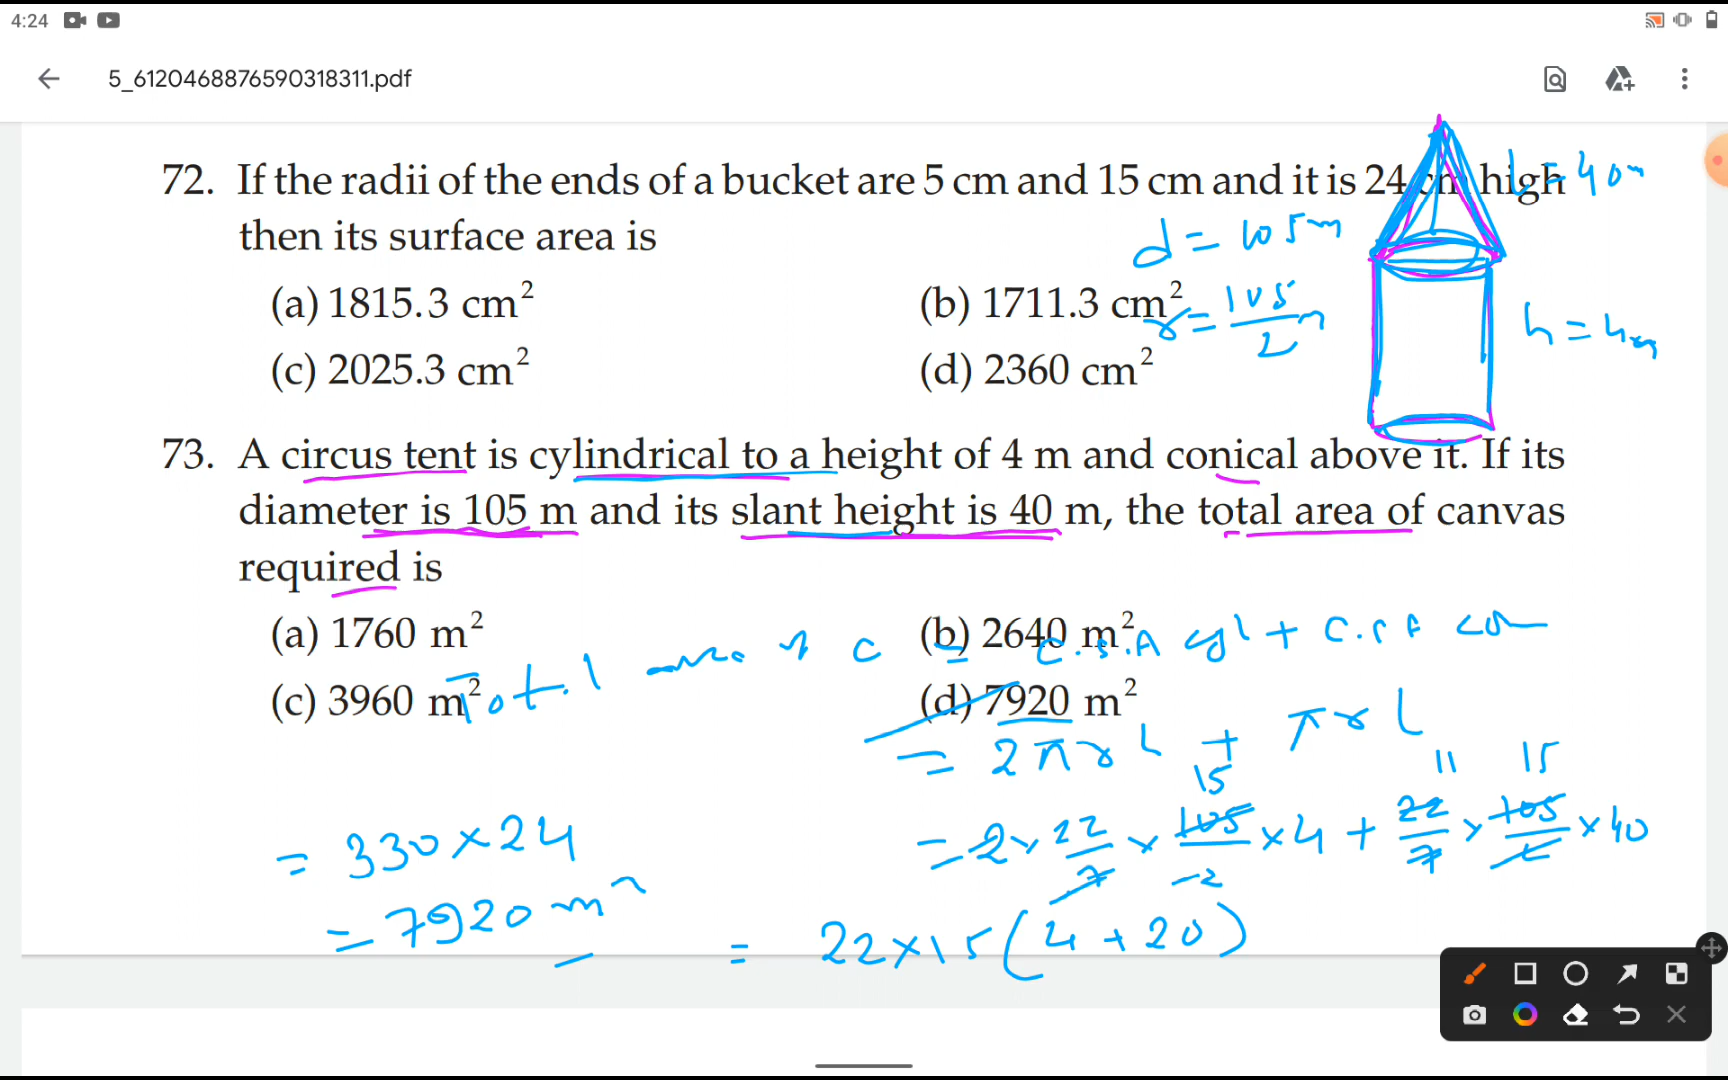 4:24
5_6120468876590318311.pdf
72. If the radii of the ends of a bucket are 5 cm and 15 cm and it is 24 cm high
then its surface area is
(a) 1815.3 cm²
(b) 1711.3 cm²
(c) 2025.3 cm²
(d) 2360 cm²
l = 40m
d = 105m
r = 105/2 m
h = 4m
73. A circus tent is cylindrical to a height of 4 m and conical above it. If its
diameter is 105 m and its slant height is 40 m, the total area of canvas
required is
(a) 1760 m²
(b) 2640 m²
(c) 3960 m²
(d) 7920 m²
Total area of C = C.S.A cyl + C.S.A con
= 2πrh + πrl
15 11 15
= 2 × 22/7 × 105/2 × 4 + 22/7 × 105/2 × 40
= 22×15(4+20)
= 330×24
= 7920 m²